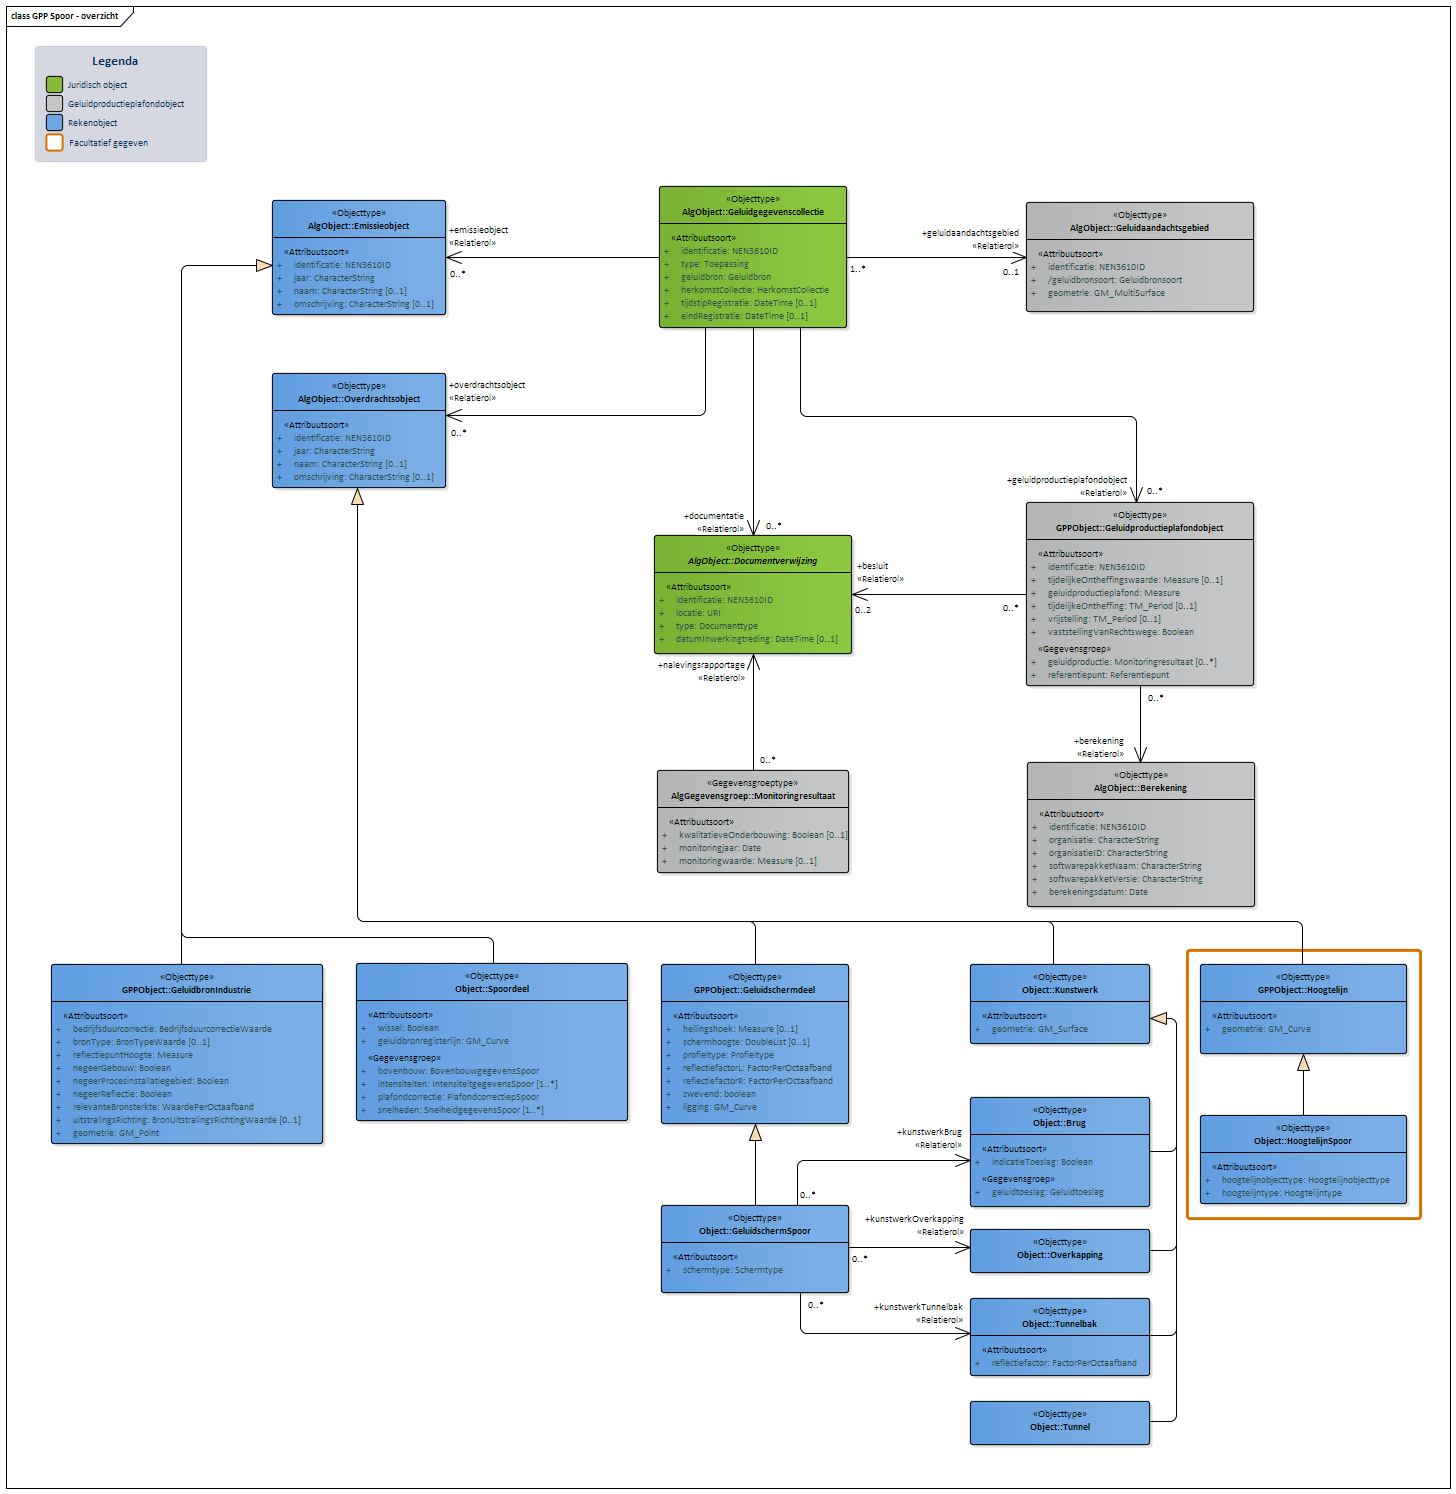 class GPP Spoor - overzicht
Legenda
Juridisch object
Geluidproductieplafondobject
Rekenobject
Facultatief gegeven
«Objecttype»
AlgObject::Emissieobject
«Attribuutsoort»
+ identificatie: NEN3610ID
+ jaar: CharacterString
+ naam: CharacterString [0..1]
+ omschrijving: CharacterString [0..1]
+emissieobject
«Relatierol»
0..*
«Objecttype»
AlgObject::Geluidgegevenscollectie
«Attribuutsoort»
+ identificatie: NEN3610ID
+ type: Toepassing
+ geluidbron: Geluidbron
+ herkomstCollectie: HerkomstCollectie
+ tijdstipRegistratie: DateTime [0..1]
+ eindRegistratie: DateTime [0..1]
+geluidaandachtsgebied
«Relatierol»
1..*
0..1
«Objecttype»
AlgObject::Geluidaandachtsgebied
«Attribuutsoort»
+ identificatie: NEN3610ID
+ /geluidbronsoort: Geluidbronsoort
+ geometrie: GM_MultiSurface
«Objecttype»
AlgObject::Overdrachtsobject
«Attribuutsoort»
+ identificatie: NEN3610ID
+ jaar: CharacterString
+ naam: CharacterString [0..1]
+ omschrijving: CharacterString [0..1]
+overdrachtsobject
«Relatierol»
0..*
+documentatie
«Relatierol»
0..*
+geluidproductieplafondobject
«Relatierol»
0..*
«Objecttype»
AlgObject::Documentverwijzing
«Attribuutsoort»
+ identificatie: NEN3610ID
+ locatie: URI
+ type: Documenttype
+ datumInwerkingtreding: DateTime [0..1]
+besluit
«Relatierol»
0..2
0..*
«Objecttype»
GPPObject::Geluidproductieplafondobject
«Attribuutsoort»
+ identificatie: NEN3610ID
+ tijdelijkeOntheffingswaarde: Measure [0..1]
+ geluidproductieplafond: Measure
+ tijdelijkeOntheffing: TM_Period [0..1]
+ vrijstelling: TM_Period [0..1]
+ vaststellingVanRechtswege: Boolean
«Gegevensgroep»
+ geluidproductie: Monitoringresultaat [0..*]
+ referentiepunt: Referentiepunt
+nalevingsrapportage
«Relatierol»
0..*
0..*
+berekening
«Relatierol»
«Gegevensgroeptype»
AlgGegevensgroep::Monitoringresultaat
«Attribuutsoort»
+ kwalitatieveOnderbouwing: Boolean [0..1]
+ monitoringjaar: Date
+ monitoringwaarde: Measure [0..1]
«Objecttype»
AlgObject::Berekening
«Attribuutsoort»
+ identificatie: NEN3610ID
+ organisatie: CharacterString
+ organisatieID: CharacterString
+ softwarepakketNaam: CharacterString
+ softwarepakketVersie: CharacterString
+ berekeningsdatum: Date
«Objecttype»
GPPObject::GeluidbronIndustrie
«Attribuutsoort»
+ bedrijfsduurcorrectie: BedrijfsduurcorrectieWaarde
+ bronType: BronTypeWaarde [0..1]
+ reflectiepuntHoogte: Measure
+ negeerGebouw: Boolean
+ negeerProcesinstallatiegebied: Boolean
+ negeerReflectie: Boolean
+ relevanteBronsterkte: WaardePerOctaafband
+ uitstralingsRichting: BronUitstralingsRichtingWaarde [0..1]
+ geometrie: GM_Point
«Objecttype»
Object::Spoordeel
«Attribuutsoort»
+ wissel: Boolean
+ geluidbronregisterlijn: GM_Curve
«Gegevensgroep»
+ bovenbouw: BovenbouwgegevensSpoor
+ intensiteiten: IntensiteitgegevensSpoor [1..*]
+ plafondcorrectie: PlafondcorrectiepSpoor
+ snelheden: SnelheidgegevensSpoor [1..*]
«Objecttype»
GPPObject::Geluidschermdeel
«Attribuutsoort»
+ hellingshoek: Measure [0..1]
+ schermhoogte: DoubleList [0..1]
+ profieltype: Profieltype
+ reflectiefactorL: FactorPerOctaafband
+ reflectiefactorR: FactorPerOctaafband
+ zwevend: boolean
+ ligging: GM_Curve
«Objecttype»
Object::Kunstwerk
«Attribuutsoort»
+ geometrie: GM_Surface
«Objecttype»
GPPObject::Hoogtelijn
«Attribuutsoort»
+ geometrie: GM_Curve
«Objecttype»
Object::Brug
«Attribuutsoort»
+ indicatieToeslag: Boolean
«Gegevensgroep»
+ geluidtoeslag: Geluidtoeslag
+kunstwerkBrug
«Relatierol»
0..*
«Objecttype»
Object::HoogtelijnSpoor
«Attribuutsoort»
+ hoogtelijnobjecttype: Hoogtelijnobjecttype
+ hoogtelijntype: Hoogtelijntype
«Objecttype»
Object::GeluidschermSpoor
«Attribuutsoort»
+ schermtype: Schermtype
+kunstwerkOverkapping
«Relatierol»
0..*
«Objecttype»
Object::Overkapping
0..*
+kunstwerkTunnelbak
«Relatierol»
«Objecttype»
Object::Tunnelbak
«Attribuutsoort»
+ reflectiefactor: FactorPerOctaafband
«Objecttype»
Object::Tunnel